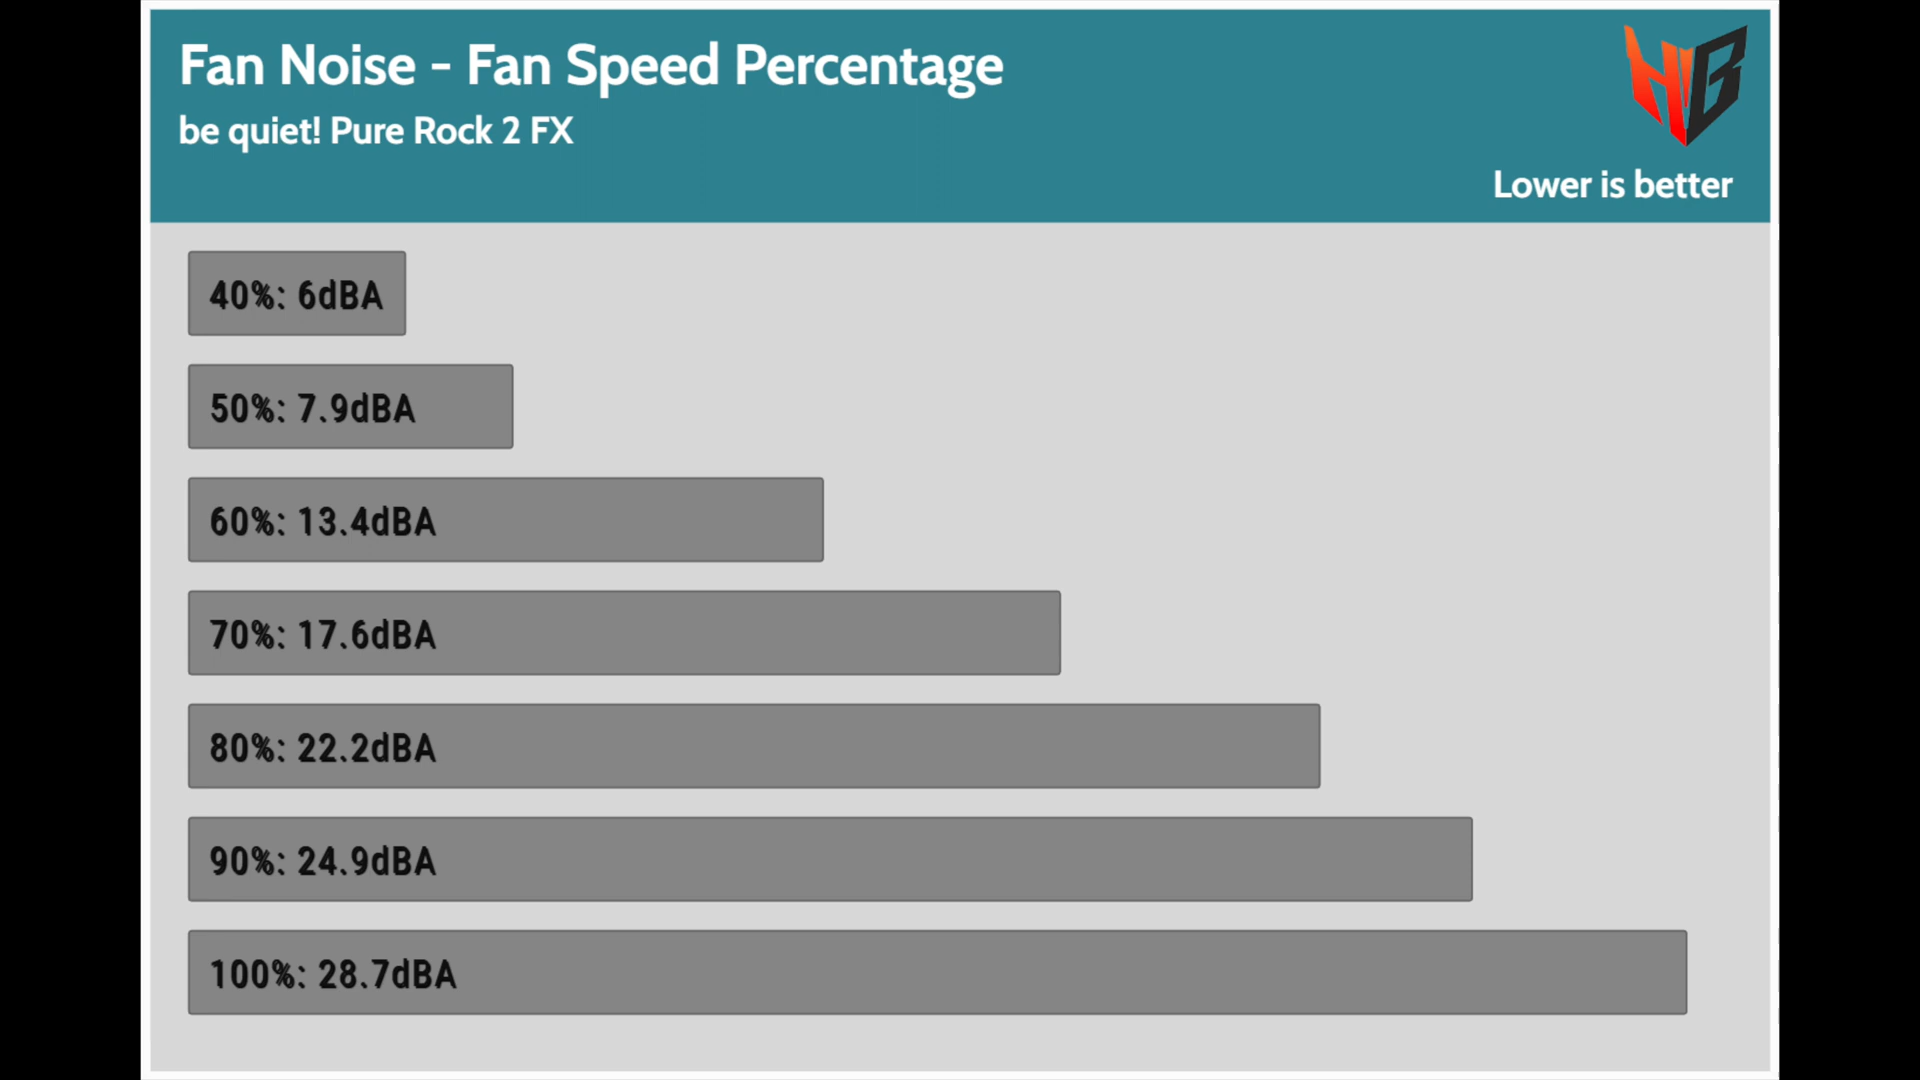 Fan Noise - Fan Speed Percentage
be quiet! Pure Rock 2 FX
HB
Lower is better
40%: 6dBA
50%: 7.9dBA
60%: 13.4dBA
70%: 17.6dBA
80%: 22.2dBA
90%: 24.9dBA
100%: 28.7dBA